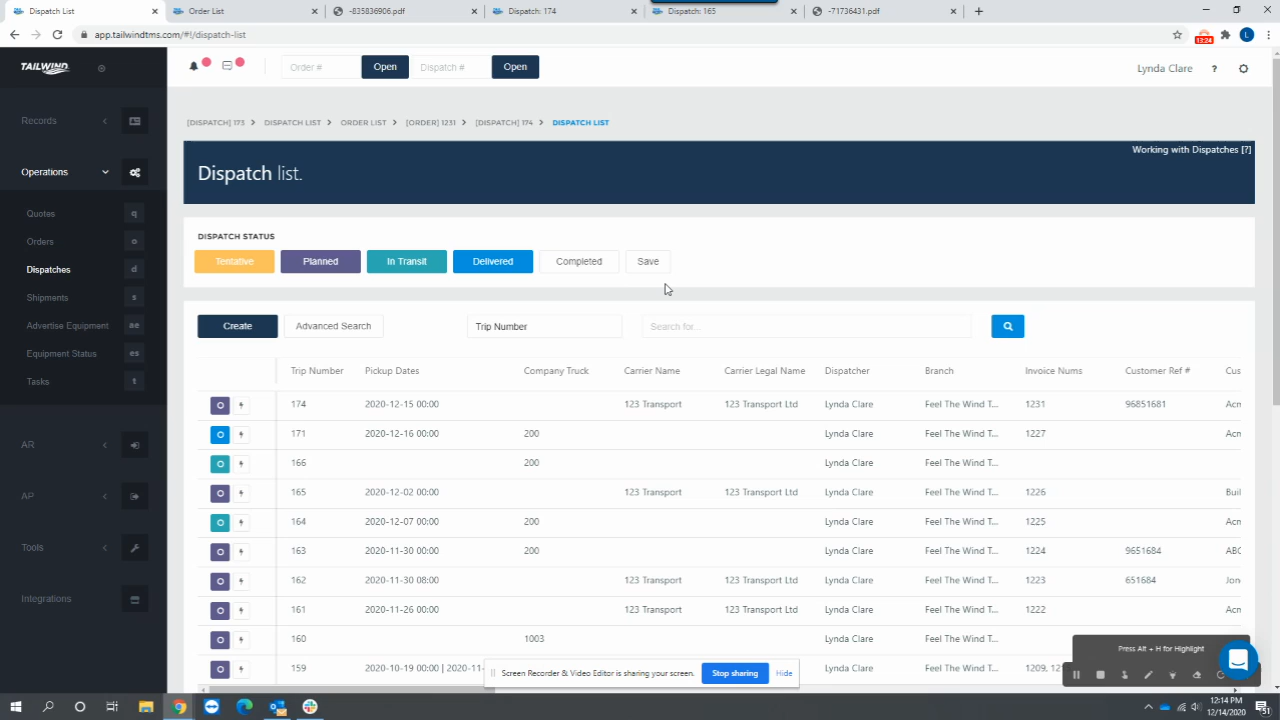 Dispatch List
Order List
-835836906.pdf
Dispatch: 174
Dispatch: 165
-71736431.pdf
app.tailwindtms.com/#!/dispatch-list
13:24
L
TAILWIND
Order #
Open
Dispatch #
Open
Lynda Clare
?
Records
Operations
Quotes q
Orders o
Dispatches d
Shipments s
Advertise Equipment ae
Equipment Status es
Tasks t
AR
AP
Tools
Integrations
[DISPATCH] 173 > DISPATCH LIST > ORDER LIST > [ORDER] 1231 > [DISPATCH] 174 > DISPATCH LIST
Working with Dispatches [?]
Dispatch list.
DISPATCH STATUS
Tentative Planned In Transit Delivered Completed Save
Create Advanced Search Trip Number Search for...
Trip Number Pickup Dates Company Truck Carrier Name Carrier Legal Name Dispatcher Branch Invoice Nums Customer Ref # Cus
174 2020-12-15 00:00 123 Transport 123 Transport Ltd Lynda Clare Feel The Wind T... 1231 96851681 Acn
171 2020-12-16 00:00 200 Lynda Clare Feel The Wind T... 1227 Acn
166 200 Lynda Clare Feel The Wind T...
165 2020-12-02 00:00 123 Transport 123 Transport Ltd Lynda Clare Feel The Wind T... 1226 Buil
164 2020-12-07 00:00 200 Lynda Clare Feel The Wind T... 1225 Acn
163 2020-11-30 00:00 200 Lynda Clare Feel The Wind T... 1224 9651684 ABC
162 2020-11-30 08:00 123 Transport 123 Transport Ltd Lynda Clare Feel The Wind T... 1223 651684 Jon
161 2020-11-26 00:00 123 Transport 123 Transport Ltd Lynda Clare Feel The Wind T... 1222 Acn
160 1003 Lynda Clare Feel The Wind T...
159 2020-10-19 00:00 | 2020-11- Lynda Clare Feel The Wind T... 1209, 12
Press Alt + H for Highlight
Screen Recorder & Video Editor is sharing your screen. Stop sharing Hide
12:14 PM
12/14/2020
51